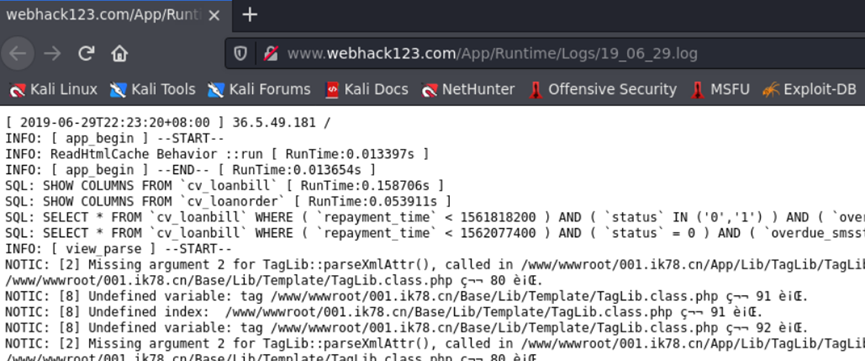 webhack123.com/App/Runti
www.webhack123.com/App/Runtime/Logs/19_06_29.log
Kali Linux Kali Tools Kali Forums Kali Docs NetHunter Offensive Security MSFU Exploit-DB
[ 2019-06-29T22:23:20+08:00 ] 36.5.49.181 /
INFO: [ app_begin ] --START--
INFO: ReadHtmlCache Behavior ::run [ RunTime:0.013397s ]
INFO: [ app_begin ] --END-- [ RunTime:0.013654s ]
SQL: SHOW COLUMNS FROM `cv_loanbill` [ RunTime:0.158706s ]
SQL: SHOW COLUMNS FROM `cv_loanorder` [ RunTime:0.053911s ]
SQL: SELECT * FROM `cv_loanbill` WHERE ( `repayment_time` < 1561818200 ) AND ( `status` IN ('0','1') ) AND ( `over
SQL: SELECT * FROM `cv_loanbill` WHERE ( `repayment_time` < 1562077400 ) AND ( `status` = 0 ) AND ( `overdue_smsst
INFO: [ view_parse ] --START--
NOTIC: [2] Missing argument 2 for TagLib::parseXmlAttr(), called in /www/wwwroot/001.ik78.cn/App/Lib/TagLib/TagLib
/www/wwwroot/001.ik78.cn/Base/Lib/Template/TagLib.class.php ç¬¬ 80 è¡Œ.
NOTIC: [8] Undefined variable: tag /www/wwwroot/001.ik78.cn/Base/Lib/Template/TagLib.class.php ç¬¬ 91 è¡Œ.
NOTIC: [8] Undefined index: /www/wwwroot/001.ik78.cn/Base/Lib/Template/TagLib.class.php ç¬¬ 91 è¡Œ.
NOTIC: [8] Undefined variable: tag /www/wwwroot/001.ik78.cn/Base/Lib/Template/TagLib.class.php ç¬¬ 92 è¡Œ.
NOTIC: [2] Missing argument 2 for TagLib::parseXmlAttr(), called in /www/wwwroot/001.ik78.cn/App/Lib/TagLib/TagLib
/www/wwwroot/001.ik78.cn/Base/Lib/Template/TagLib.class.php ç¬¬ 80 è¡Œ